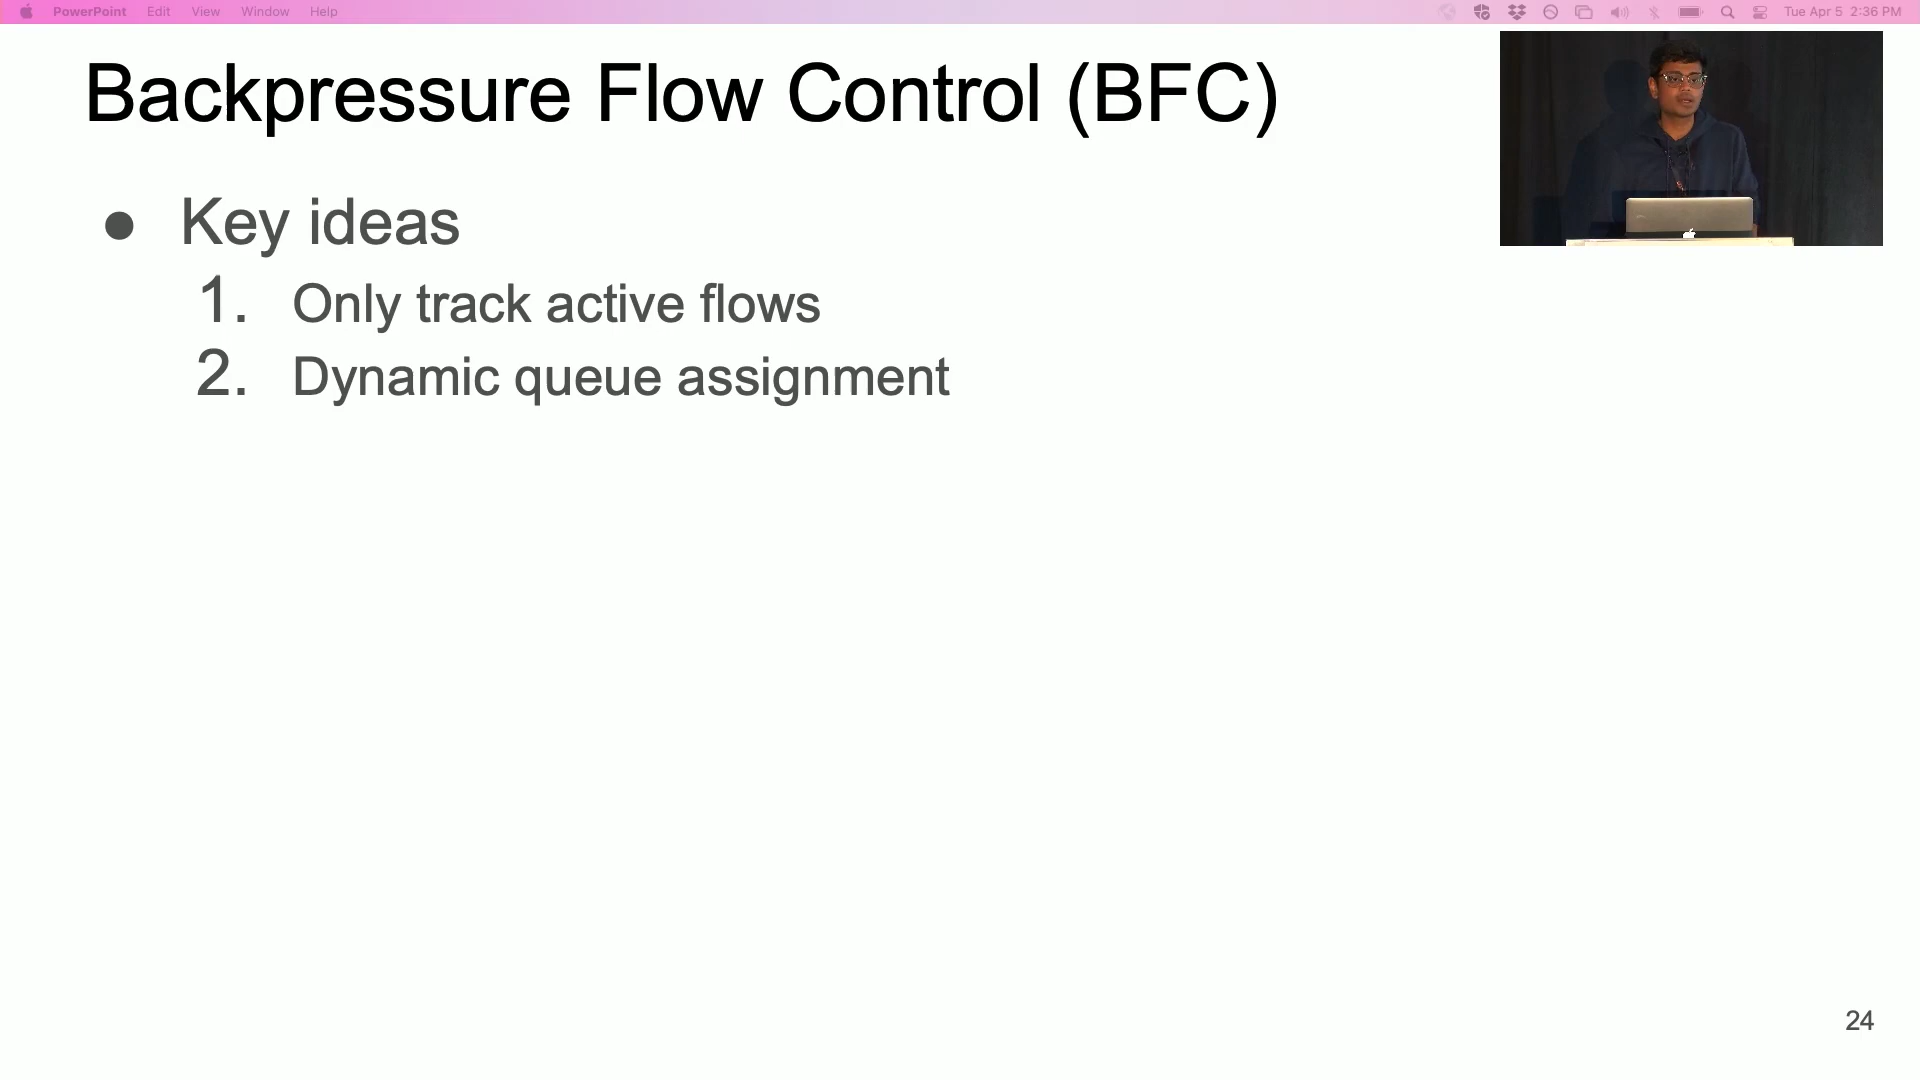 PowerPoint Edit View Window Help Tue Apr 5 2:36 PM
Backpressure Flow Control (BFC)
● Key ideas
1. Only track active flows
2. Dynamic queue assignment
24